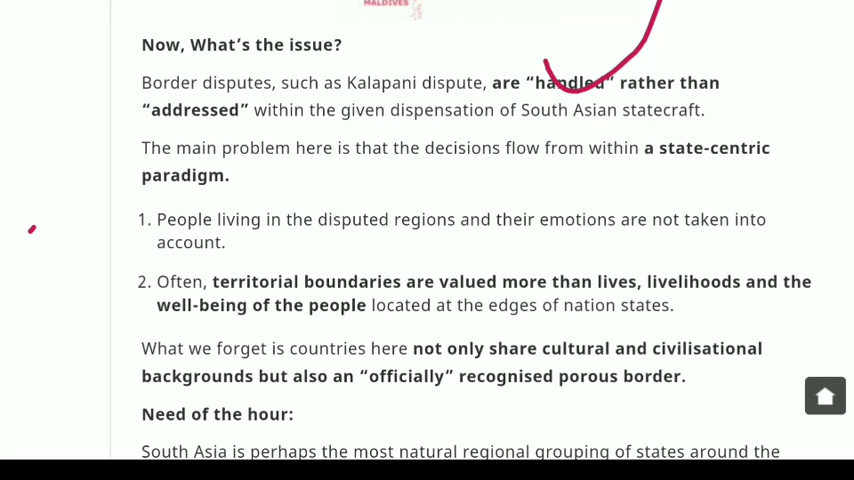 MALDIVES
Now, What's the issue?
Border disputes, such as Kalapani dispute, are “handled” rather than
“addressed” within the given dispensation of South Asian statecraft.
The main problem here is that the decisions flow from within a state-centric
paradigm.
1. People living in the disputed regions and their emotions are not taken into
account.
2. Often, territorial boundaries are valued more than lives, livelihoods and the
well-being of the people located at the edges of nation states.
What we forget is countries here not only share cultural and civilisational
backgrounds but also an “officially” recognised porous border.
Need of the hour:
South Asia is perhaps the most natural regional grouping of states around the